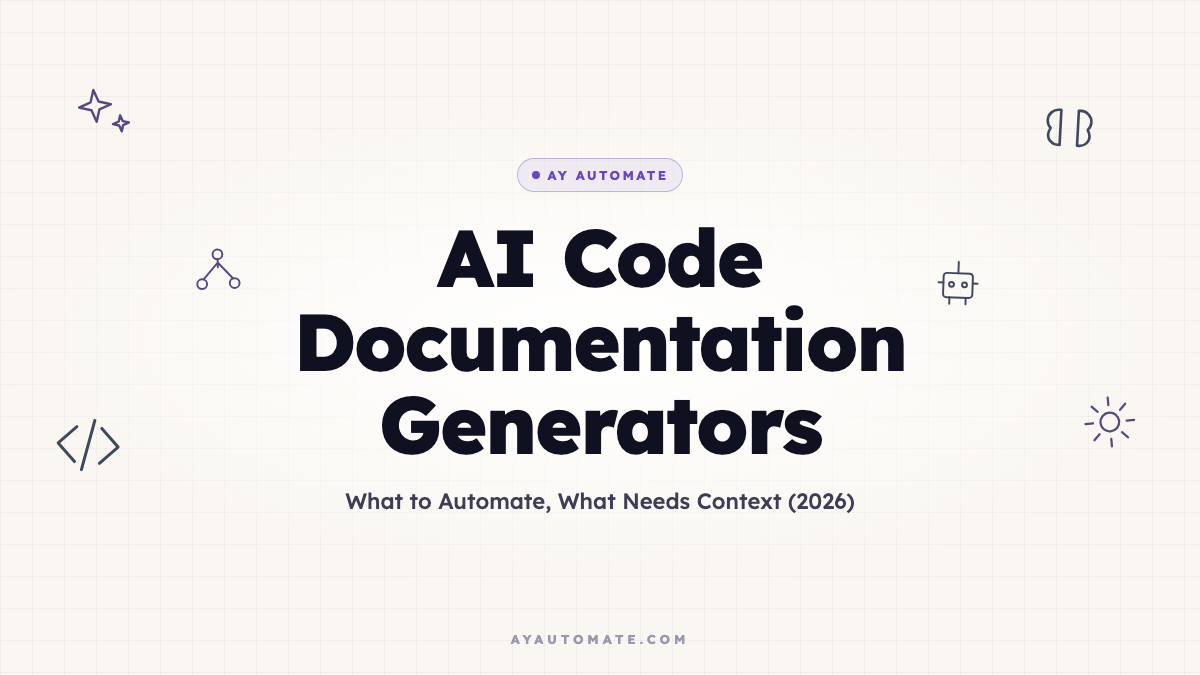 AY AUTOMATE
AI Code
Documentation
Generators
What to Automate, What Needs Context (2026)
AYAUTOMATE.COM